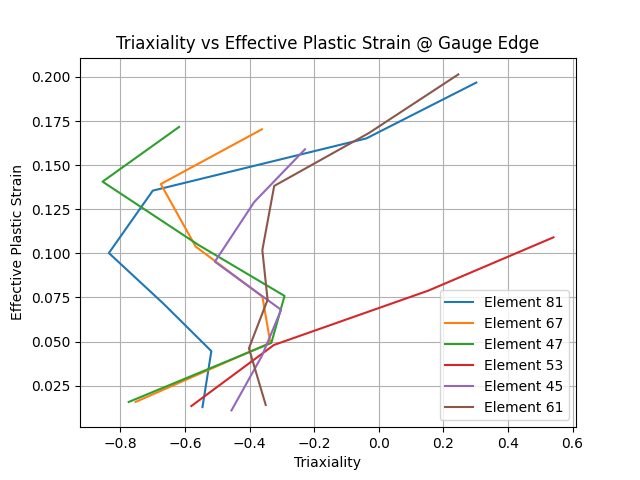 Triaxiality vs Effective Plastic Strain @ Gauge Edge
Effective Plastic Strain
0.200
0.175
0.150
0.125
0.100
0.075
0.050
0.025
Element 81
Element 67
Element 47
Element 53
Element 45
Element 61
−0.8 −0.6 −0.4 −0.2 0.0 0.2 0.4 0.6
Triaxiality